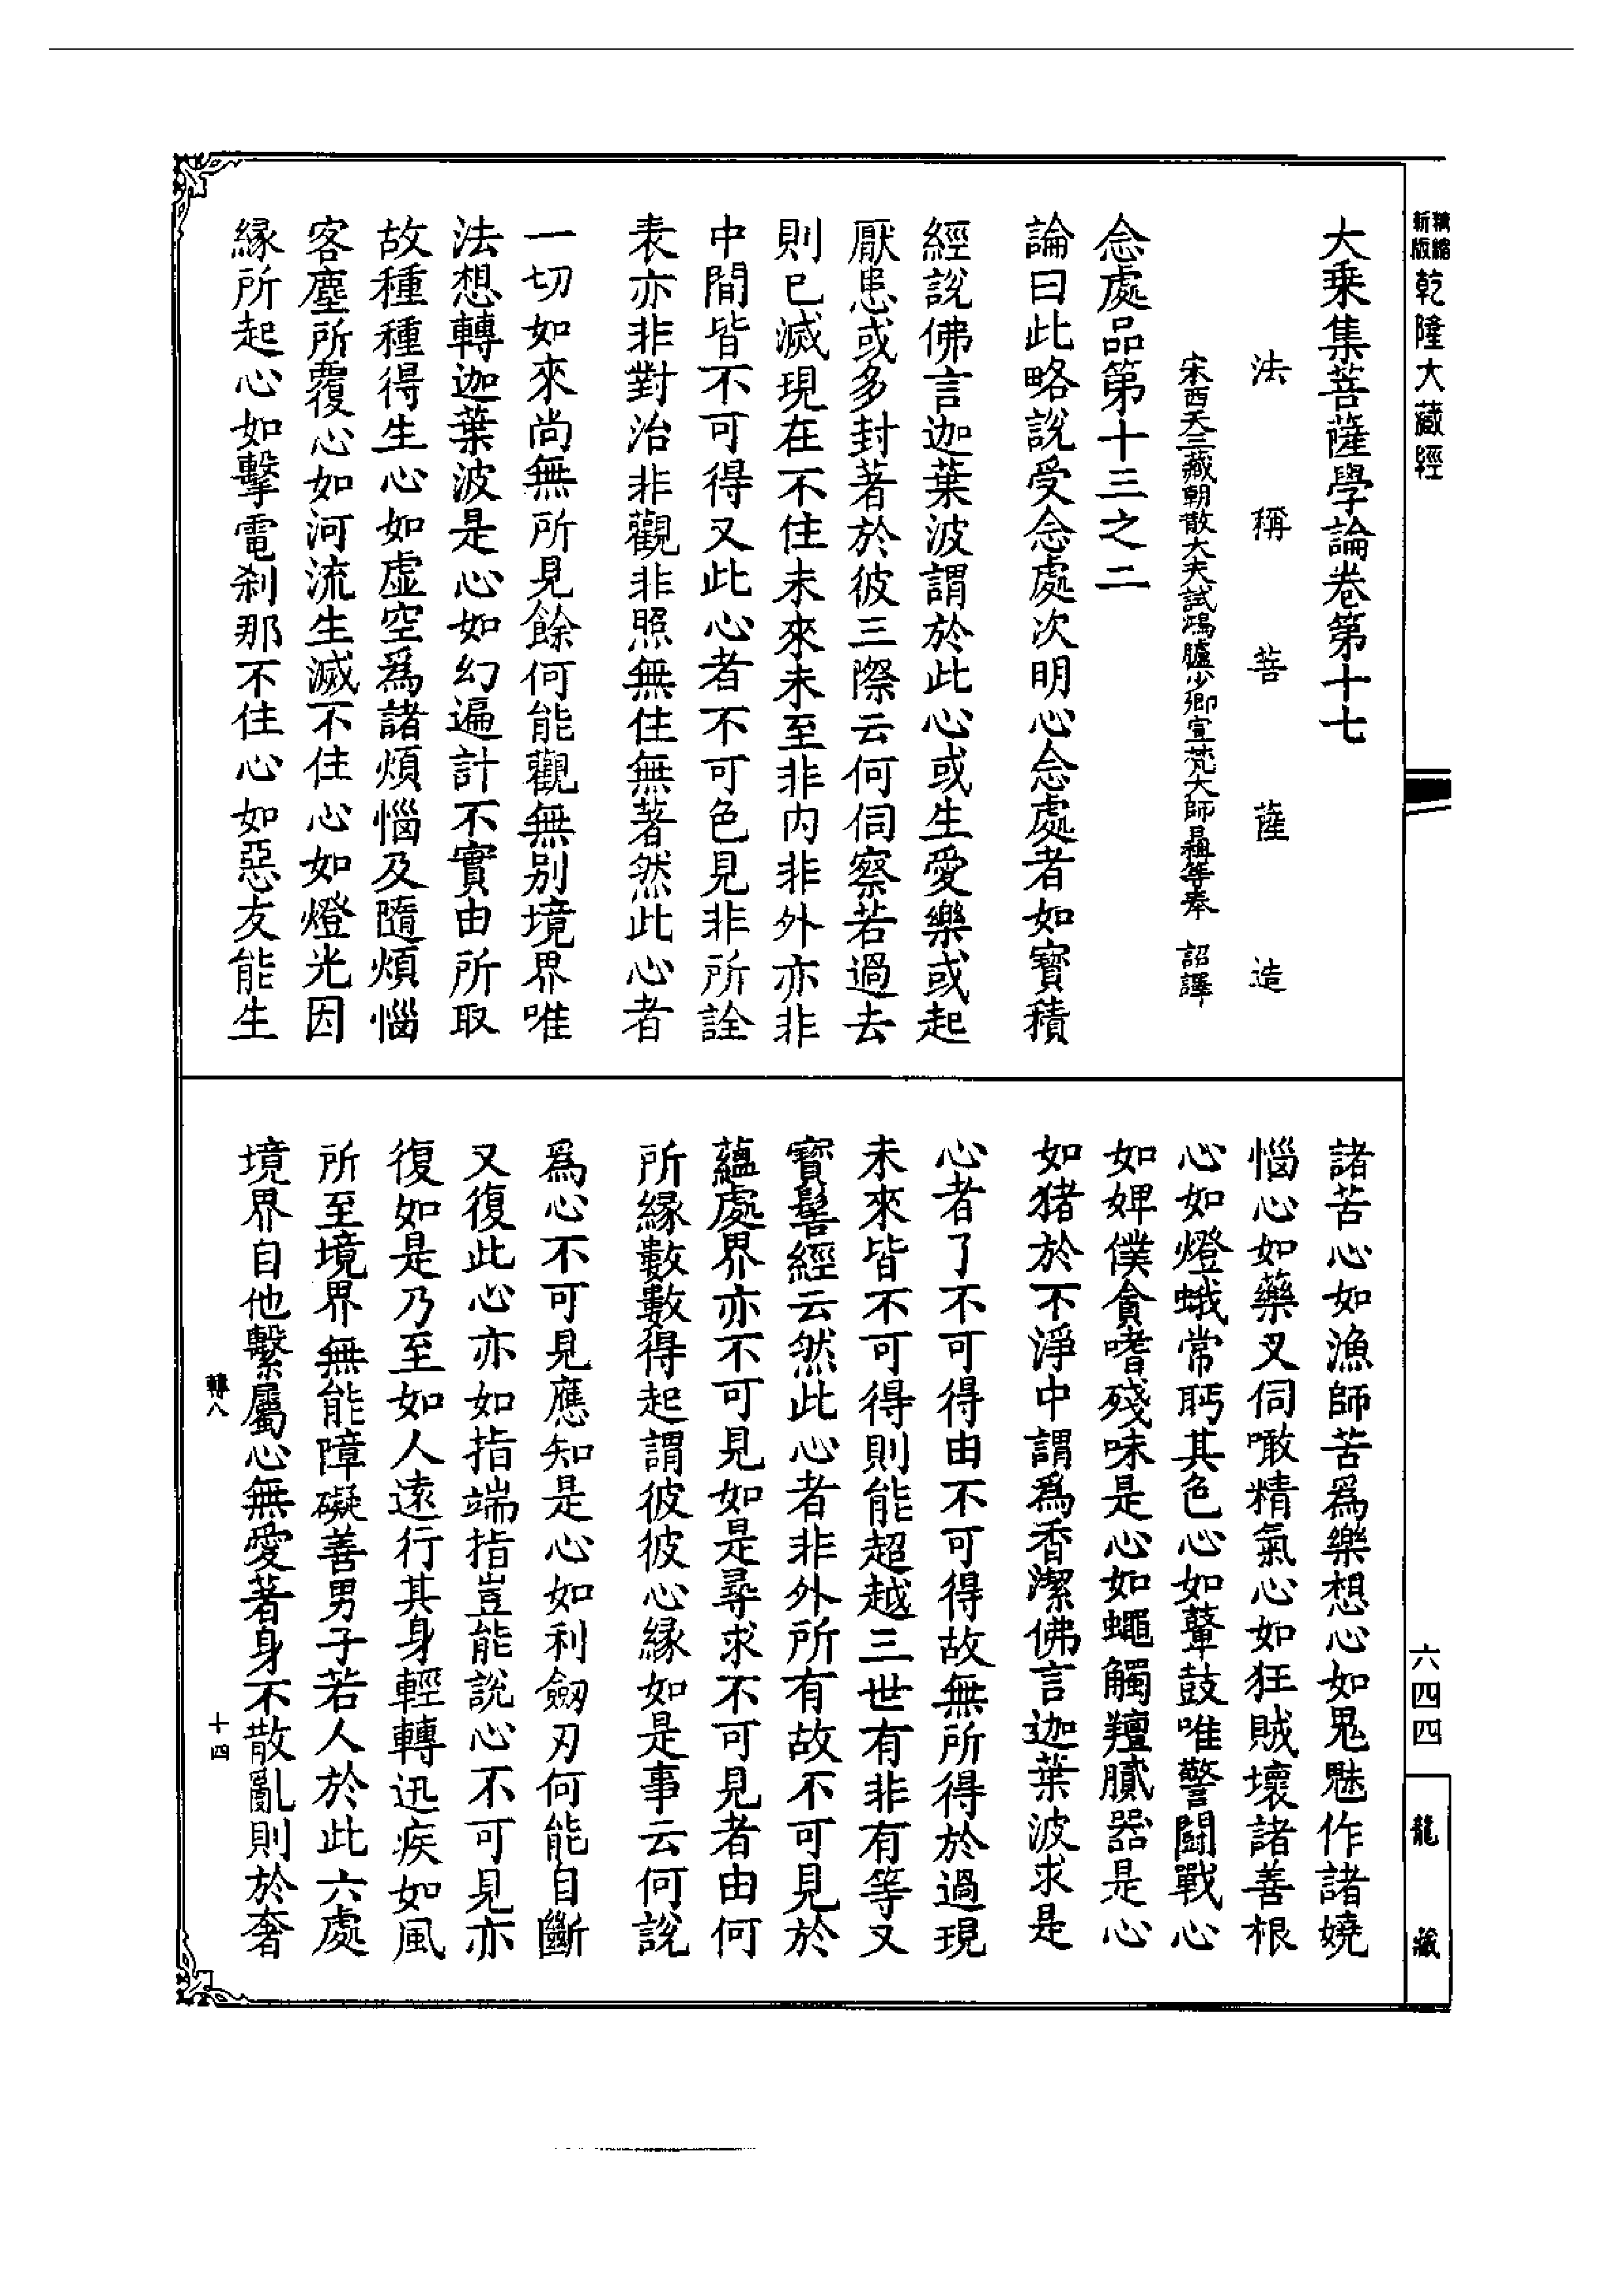 精縮
新版
乾隆大藏經
大乘集菩薩學論卷第十七
法稱菩薩造
宋西天三藏朝散大夫試鴻臚少卿宣梵大師日稱等奉 詔譯
念處品第十三之二
論曰此略說受念處次明心念處者如寶積
經說佛言迦葉波謂於此心或生愛樂或起
厭患或多封著於彼三際云何伺察若過去
則已滅現在不住未來未至非內非外亦非
中間皆不可得又此心者不可色見非所詮
表亦非對治非觀非照無住無著然此心者
一切如來尚無所見餘何能觀無別境界唯
法想轉迦葉波是心如幻遍計不實由所取
故種種得生心如虛空爲諸煩惱及隨煩惱
客塵所覆心如河流生滅不住心如燈光因
緣所起心如擊電刹那不住心如惡友能生
諸苦心如漁師苦爲樂想心如鬼魅作諸嬈
惱心如藥叉伺噉精氣心如狂賊壞諸善根
心如燈蛾常眄其色心如鼙鼓唯警鬪戰心
如婢僕貪嗜殘味是心如蠅觸羶膩器是心
如猪於不淨中謂爲香潔佛言迦葉波求是
心者了不可得由不可得故無所得於過現
未來皆不可得則能超越三世有非有等又
寶髻經云然此心者非外所有故不可見於
蘊處界亦不可見如是尋求不可見者由何
所緣數數得起謂彼彼心緣如是事云何說
爲心不可見應知是心如利劒刃何能自斷
又復此心亦如指端指豈能說心不可見亦
復如是乃至如人遠行其身輕轉迅疾如風
所至境界無能障礙善男子若人於此六處
境界自他繫屬心無愛著身不散亂則於奢
轉八
十四
六四四
龍藏